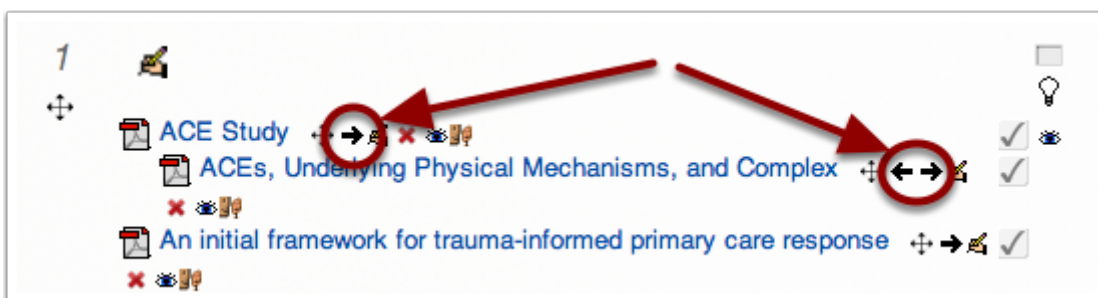 1
ACE Study
ACEs, Underlying Physical Mechanisms, and Complex
An initial framework for trauma-informed primary care response